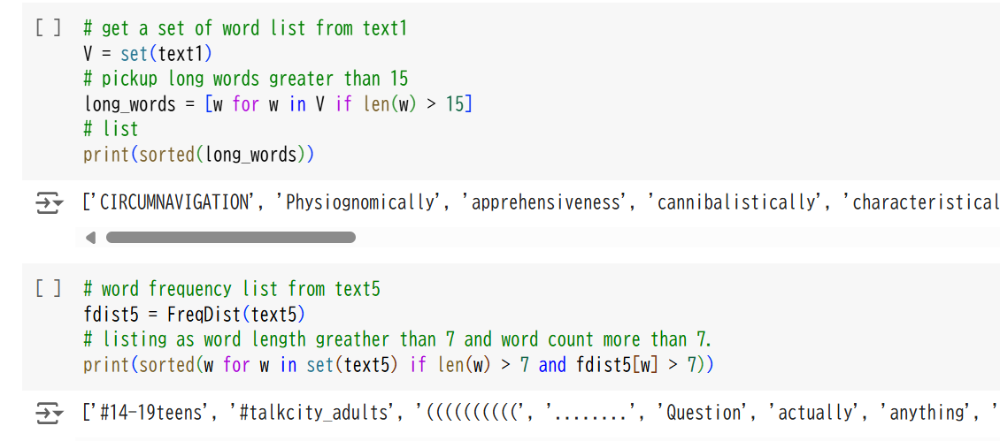 [ ] # get a set of word list from text1
V = set(text1)
# pickup long words greater than 15
long_words = [w for w in V if len(w) > 15]
# list
print(sorted(long_words))
['CIRCUMNAVIGATION', 'Physiognomically', 'apprehensiveness', 'cannibalistically', 'characteristical
[ ] # word frequency list from text5
fdist5 = FreqDist(text5)
# listing as word length greather than 7 and word count more than 7.
print(sorted(w for w in set(text5) if len(w) > 7 and fdist5[w] > 7))
['#14-19teens', '#talkcity_adults', '((((((((((', '........', 'Question', 'actually', 'anything', '